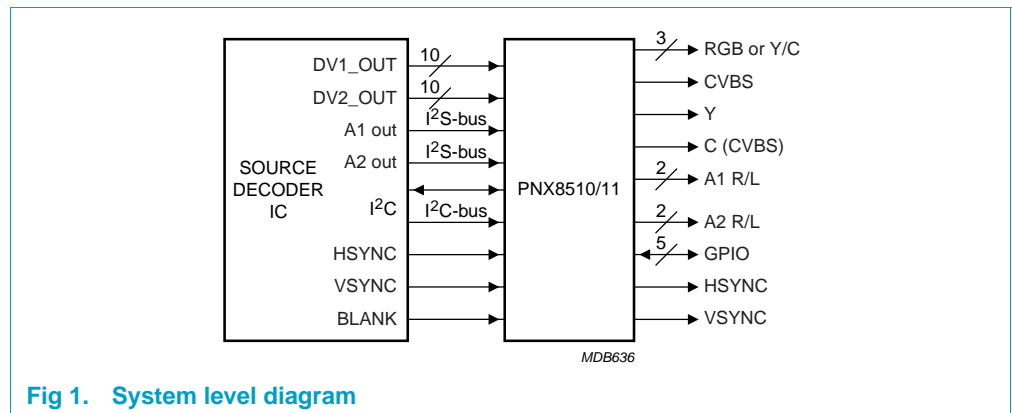 SOURCE
DECODER
IC
DV1_OUT
DV2_OUT
A1 out
A2 out
I2C
HSYNC
VSYNC
BLANK
10
10
I2S-bus
I2S-bus
I2C-bus
PNX8510/11
3
RGB or Y/C
CVBS
Y
C (CVBS)
2
A1 R/L
2
A2 R/L
5
GPIO
HSYNC
VSYNC
MDB636
Fig 1. System level diagram